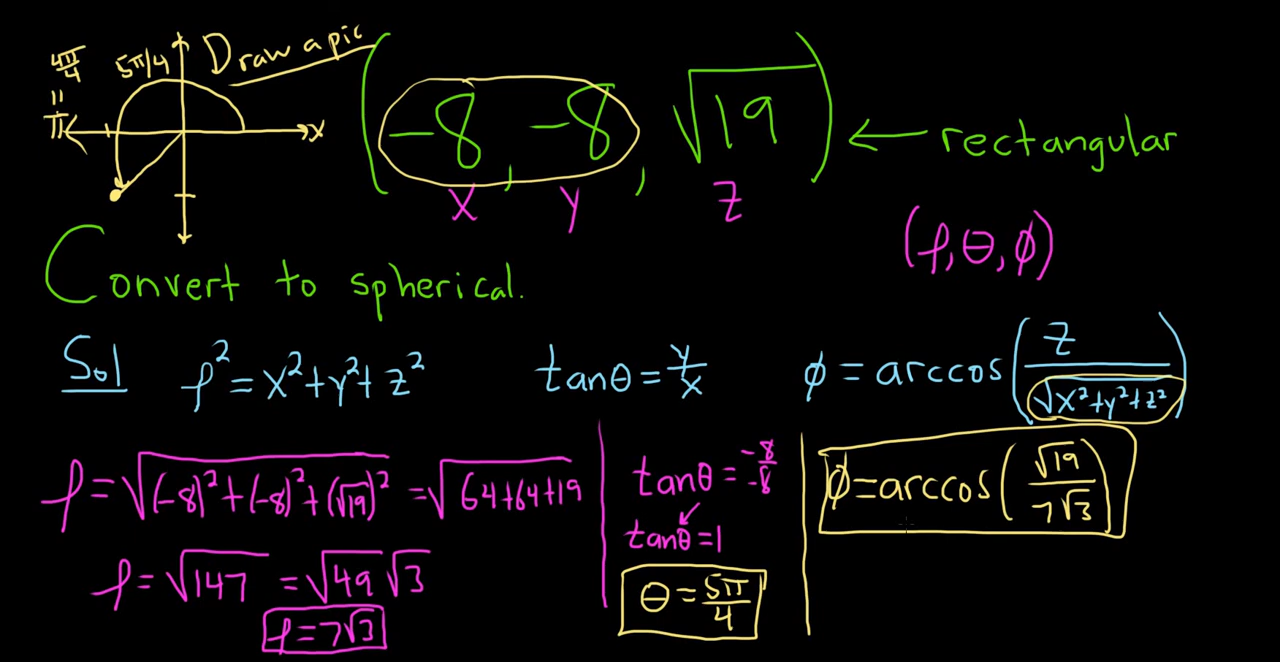 4π/4 5π/4 Draw a pic
=
π x
(-8, -8, √19) ← rectangular
x y z
(ρ, θ, φ)
Convert to spherical.
Sol ρ² = x² + y² + z² tanθ = y/x φ = arccos(z/√x²+y²+z²)
ρ = √(-8)² + (-8)² + (√19)² = √64+64+19 tanθ = -8/-8 φ = arccos(√19/7√3)
tanθ = 1
ρ = √147 = √49 √3 θ = 5π/4
ρ = 7√3